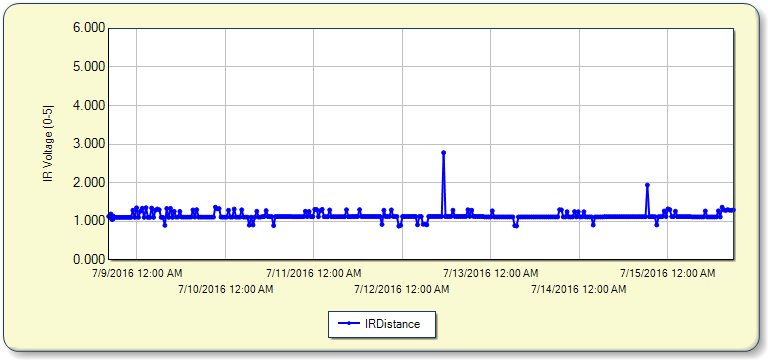 6.000
5.000
4.000
3.000
2.000
1.000
0.000
IR Voltage (0-5|
7/9/2016 12:00 AM
7/11/2016 12:00 AM
7/13/2016 12:00 AM
7/15/2016 12:00 AM
7/10/2016 12:00 AM
7/12/2016 12:00 AM
7/14/2016 12:00 AM
IRDistance